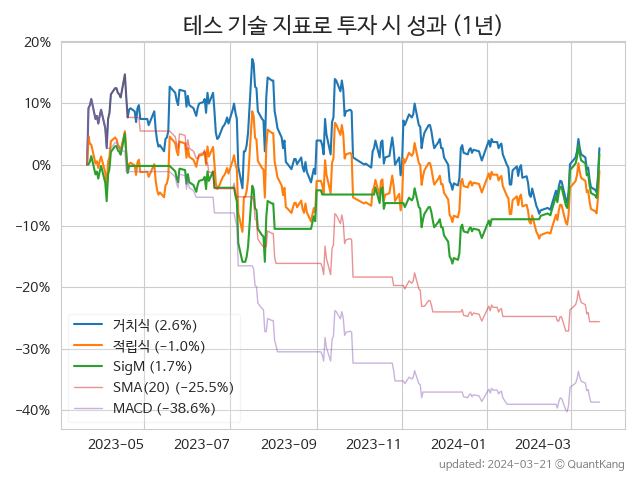 테스 기술 지표로 투자 시 성과 (1년)
20%
10%
0%
−10%
−20%
−30%
−40%
거치식 (2.6%)
적립식 (−1.0%)
SigM (1.7%)
SMA(20) (−25.5%)
MACD (−38.6%)
2023-05 2023-07 2023-09 2023-11 2024-01 2024-03
updated: 2024-03-21 © QuantKang